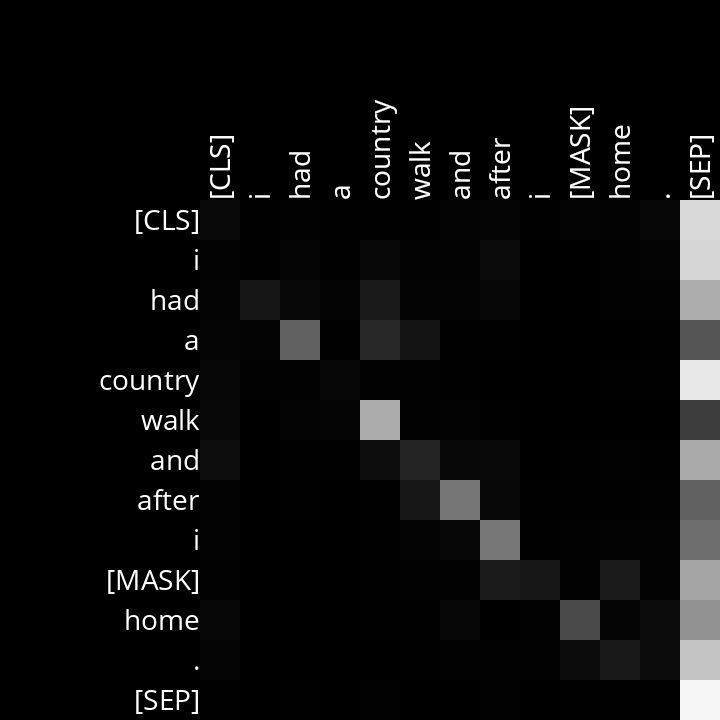 [CLS] i had a country walk and after i [MASK] home . [SEP]
[CLS]
i
had
a
country
walk
and
after
i
[MASK]
home
.
[SEP]